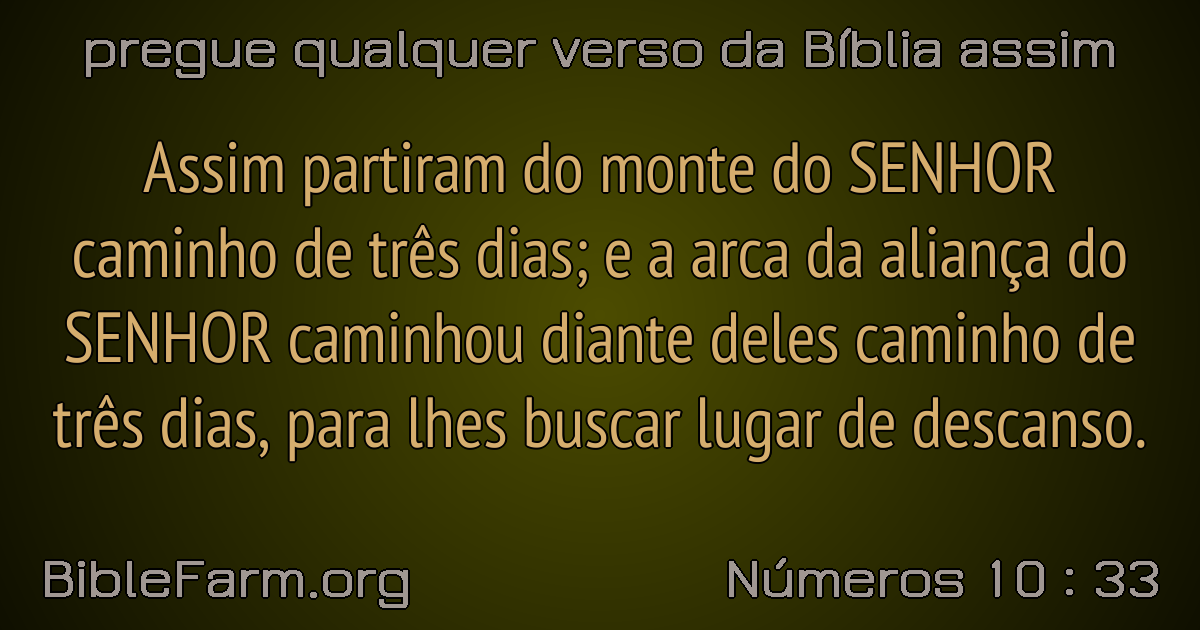 pregue qualquer verso da Bíblia assim
Assim partiram do monte do SENHOR
caminho de três dias; e a arca da aliança do
SENHOR caminhou diante deles caminho de
três dias, para lhes buscar lugar de descanso.
BibleFarm.org
Números 10 : 33